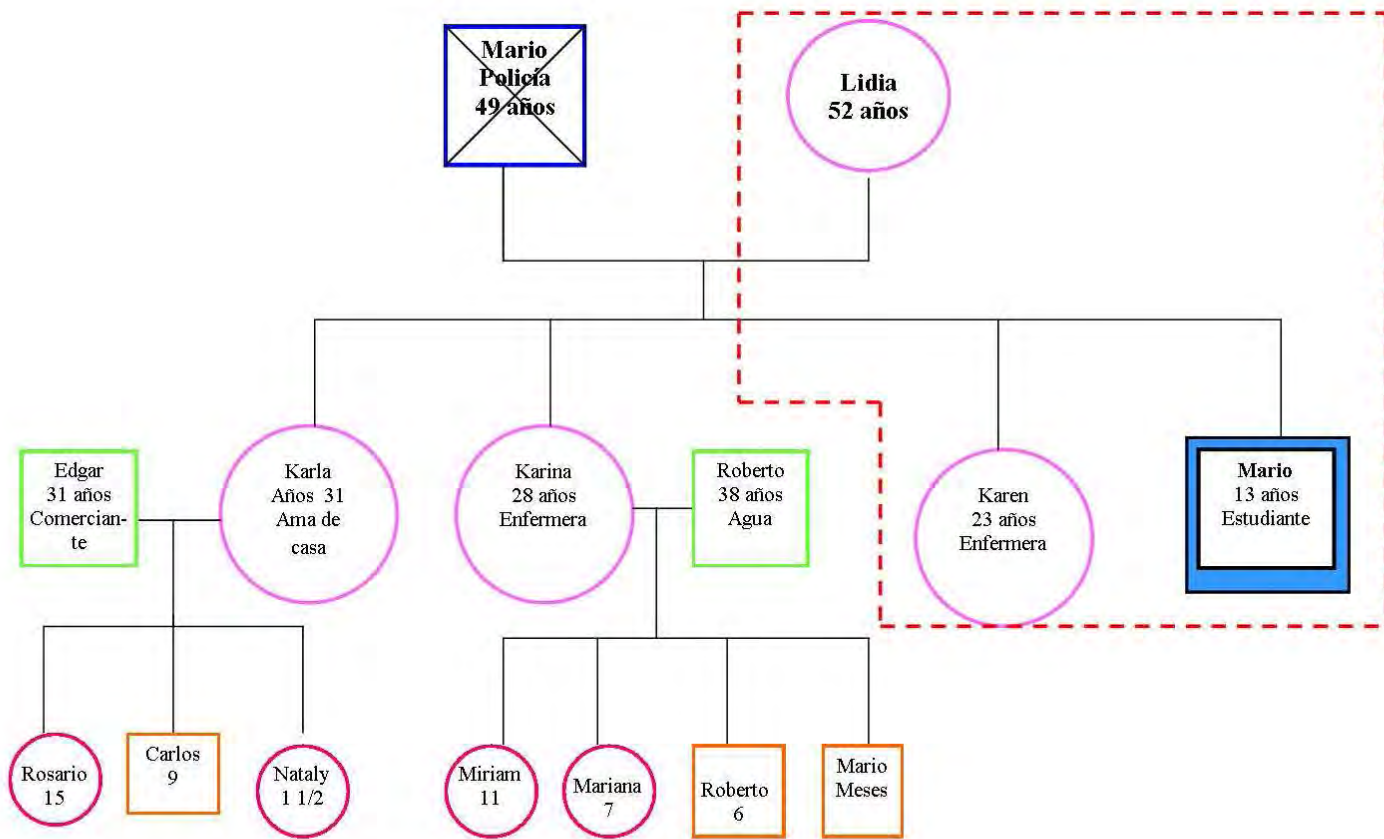 Mario
Policía
49 años
Lidia
52 años
Edgar
31 años
Comercian-
te
Karla
Años 31
Ama de
casa
Karina
28 años
Enfermera
Roberto
38 años
Agua
Karen
23 años
Enfermera
Mario
13 años
Estudiante
Rosario
15
Carlos
9
Nataly
1 1/2
Miriam
11
Mariana
7
Roberto
6
Mario
Meses